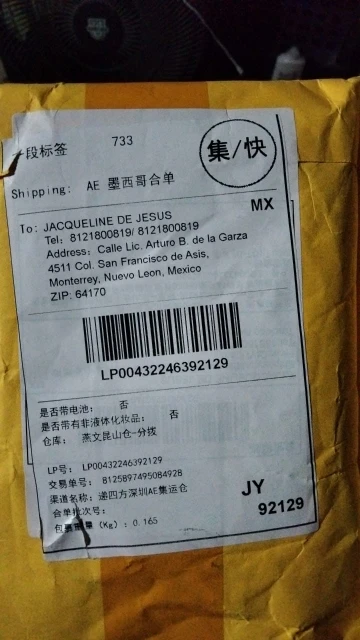 一段标签
733
集/快
Shipping: AE 墨西哥合单
MX
To: JACQUELINE DE JESUS
Tel: 8121800819/ 8121800819
Address: Calle Lic. Arturo B. de la Garza
4511 Col. San Francisco de Asis,
Monterrey, Nuevo Leon, Mexico
ZIP: 64170
LP00432246392129
是否带电池: 否
是否带有非液体化妆品: 否
仓库: 燕文昆山仓-分拨
LP号: LP00432246392129
交易单号: 8125897495084928
渠道名称: 递四方深圳AE集运仓
合单批次号:
包裹重量 (Kg): 0.165
JY
92129